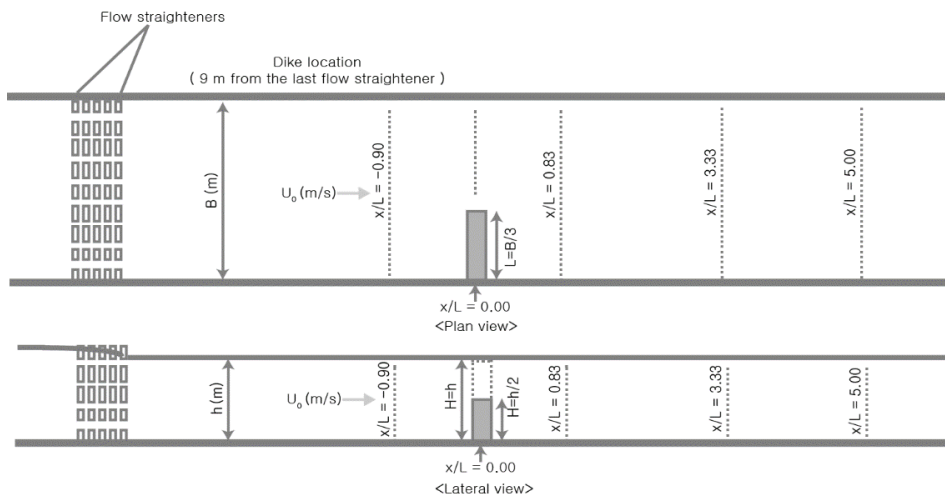 Flow straighteners
Dike location
( 9 m from the last flow straightener )
B (m)
U₀ (m/s)
x/L = −0.90
L=B/3
x/L = 0.83
x/L = 3.33
x/L = 5.00
x/L = 0.00
<Plan view>
h (m)
U₀ (m/s)
x/L = −0.90
H=h
H=h/2
x/L = 0.83
x/L = 3.33
x/L = 5.00
x/L = 0.00
<Lateral view>